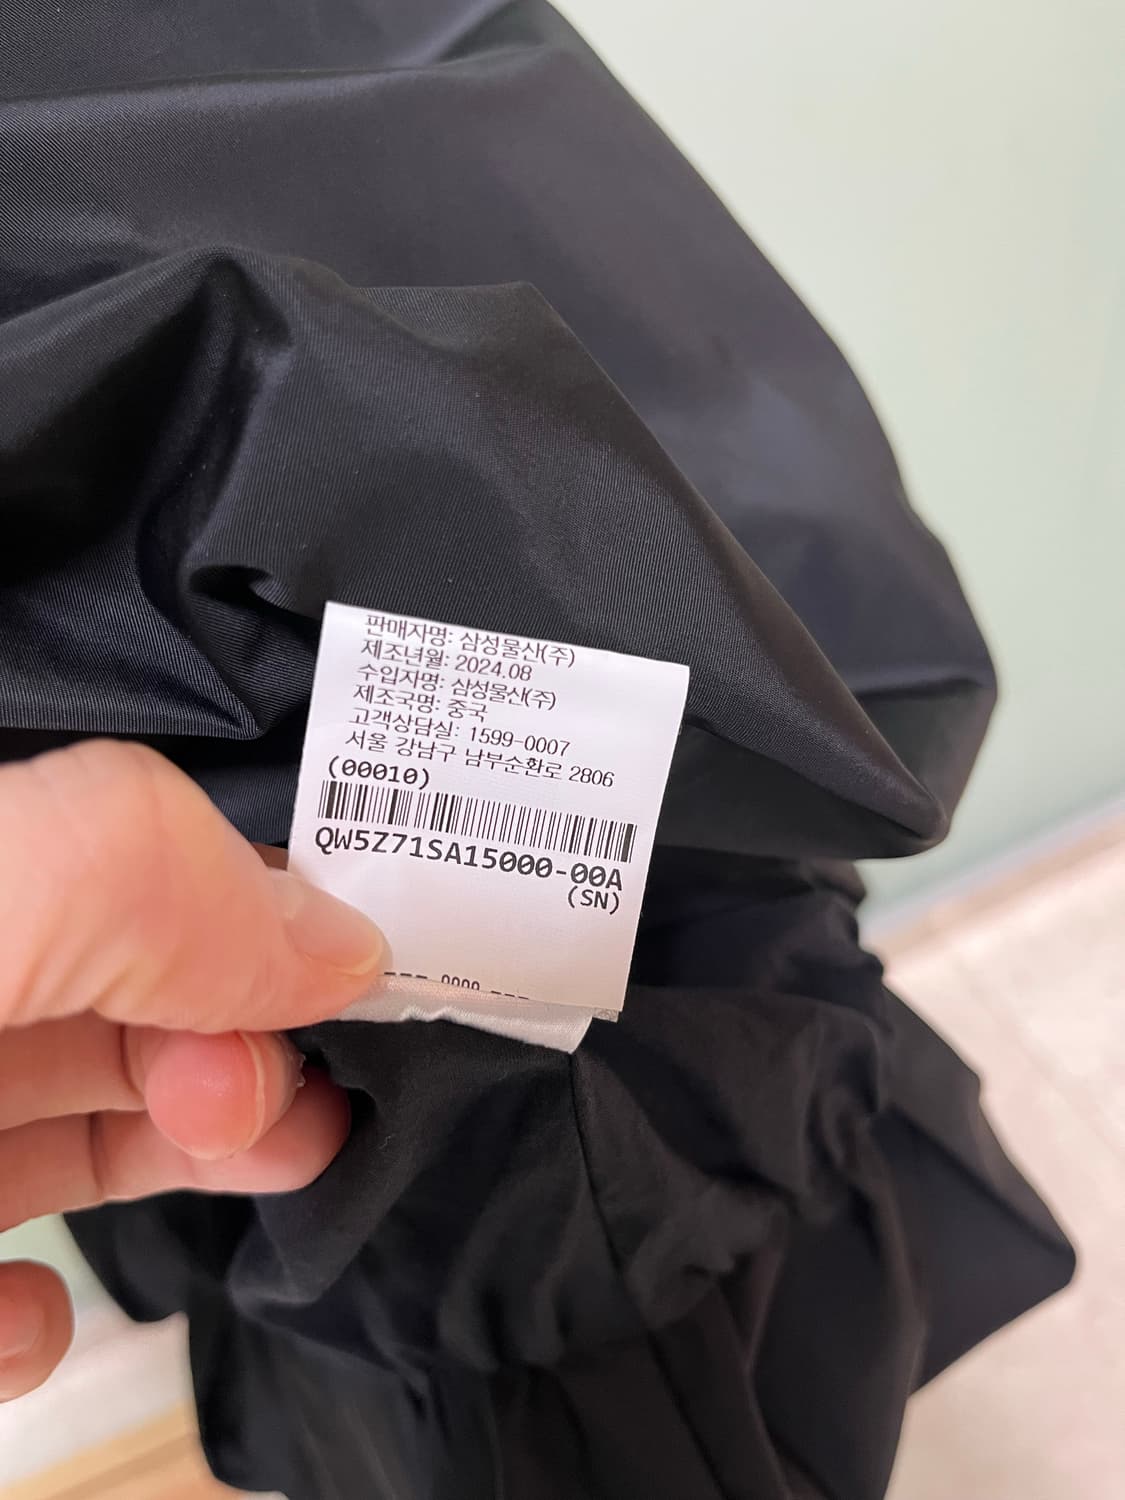 판매자명: 삼성물산(주)
제조년월: 2024.08
수입자명: 삼성물산(주)
제조국명: 중국
고객상담실: 1599-0007
서울 강남구 남부순환로 2806
(00010)
QW5Z71SA15000-00A
(SN)